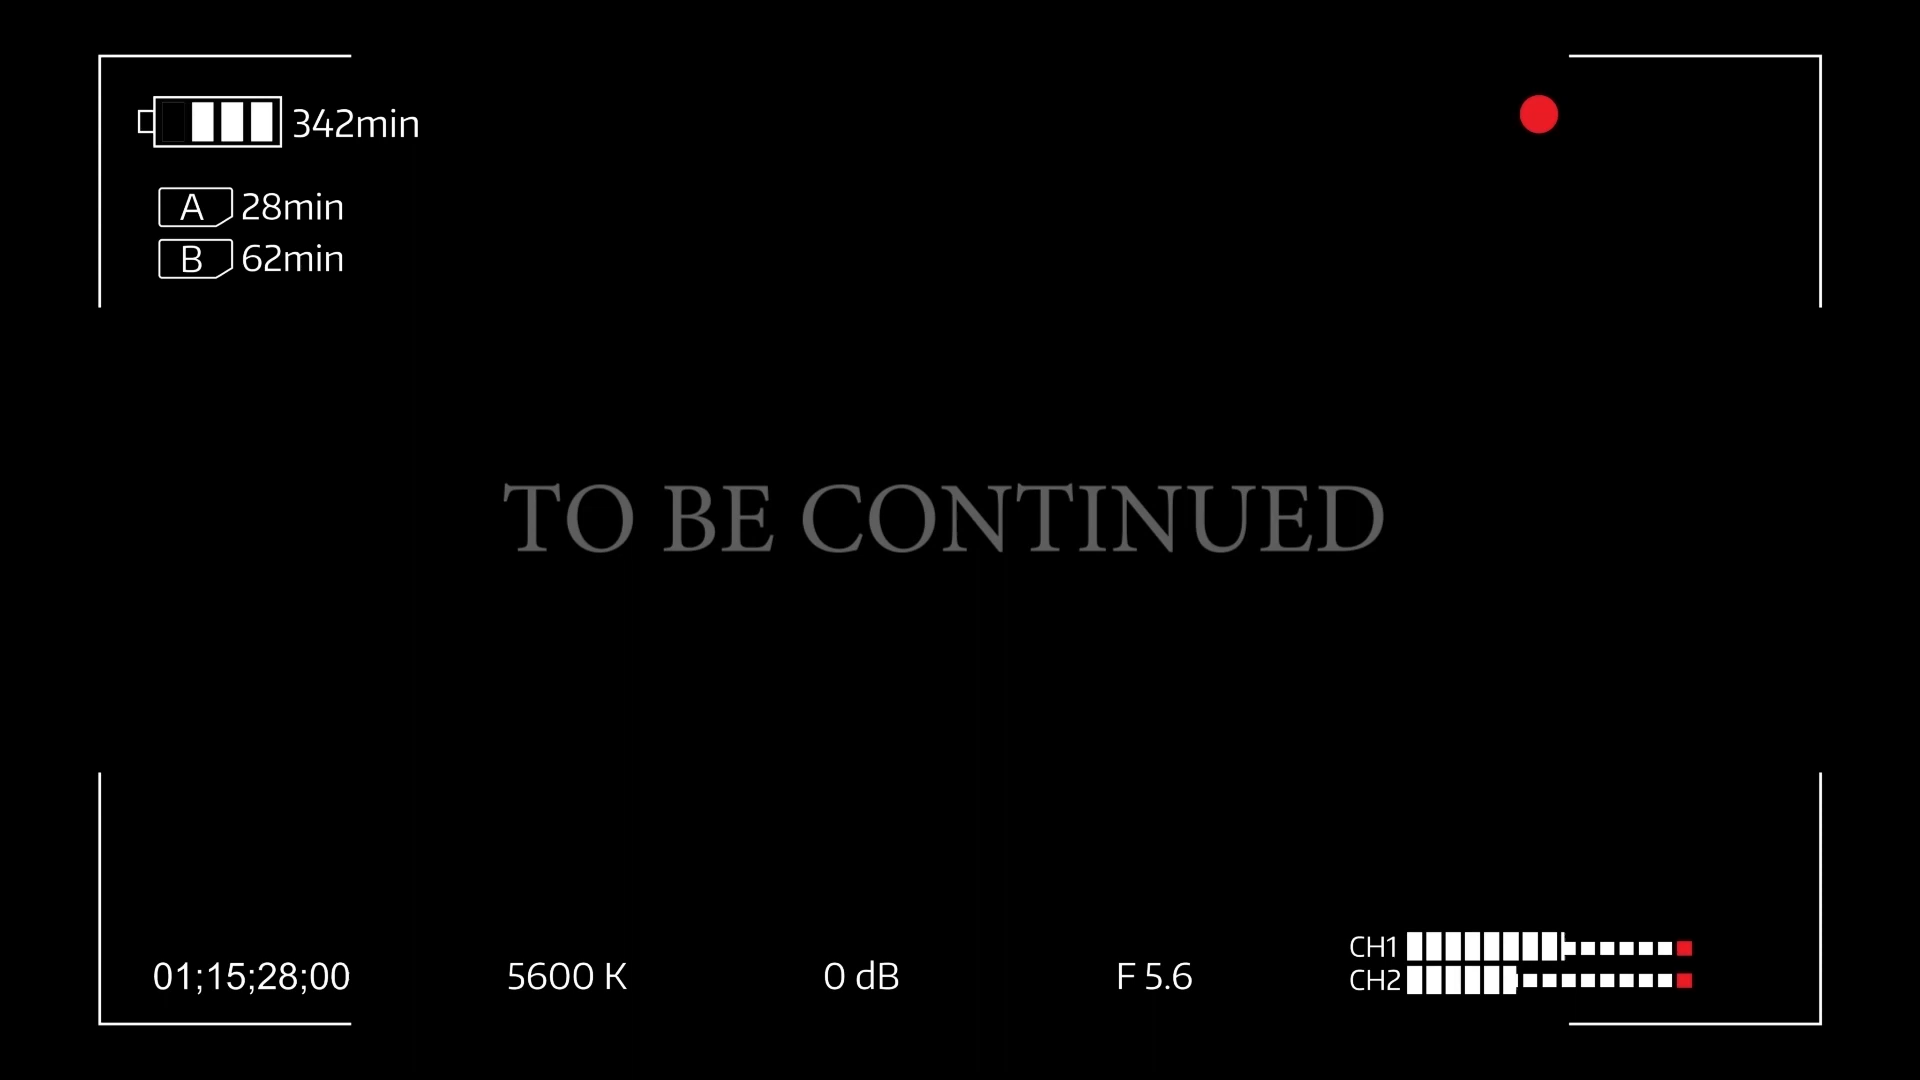 342min
A 28min
B 62min
TO BE CONTINUED
01;15;28;00 5600 K 0 dB F 5.6
CH1
CH2